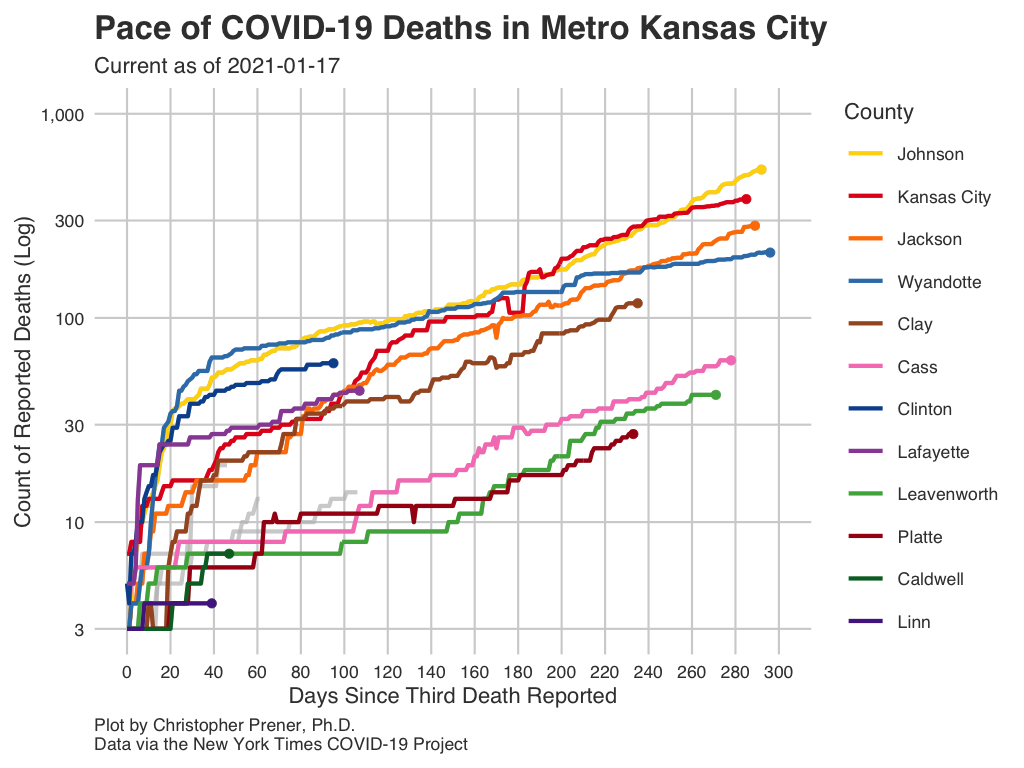 Pace of COVID-19 Deaths in Metro Kansas City
Current as of 2021-01-17
Count of Reported Deaths (Log)
1,000
300
100
30
10
3
0 20 40 60 80 100 120 140 160 180 200 220 240 260 280 300
Days Since Third Death Reported
County
Johnson
Kansas City
Jackson
Wyandotte
Clay
Cass
Clinton
Lafayette
Leavenworth
Platte
Caldwell
Linn
Plot by Christopher Prener, Ph.D.
Data via the New York Times COVID-19 Project